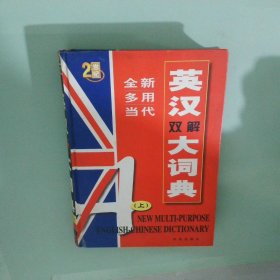 2
全新
多用
当代
英汉
双解
大词典
(上)
NEW MULTI-PURPOSE
ENGLISH-CHINESE DICTIONARY